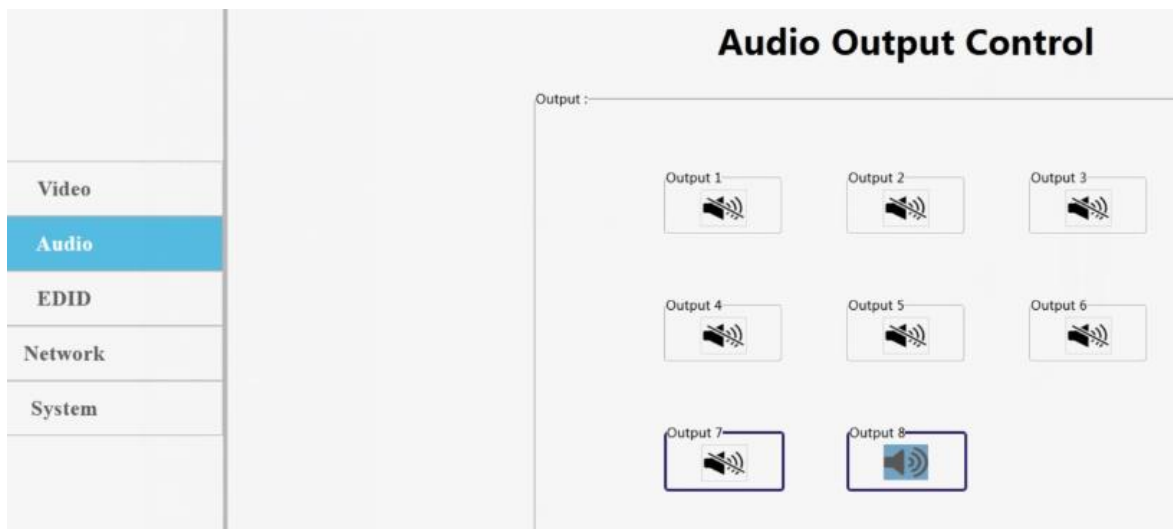 Audio Output Control
Output :
Video
Audio
EDID
Network
System
Output 1
Output 2
Output 3
Output 4
Output 5
Output 6
Output 7
Output 8